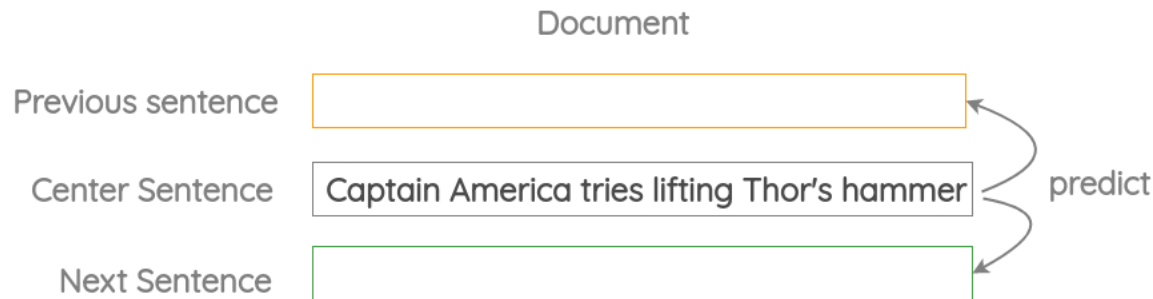 Document
Previous sentence
Center Sentence
Captain America tries lifting Thor's hammer
predict
Next Sentence